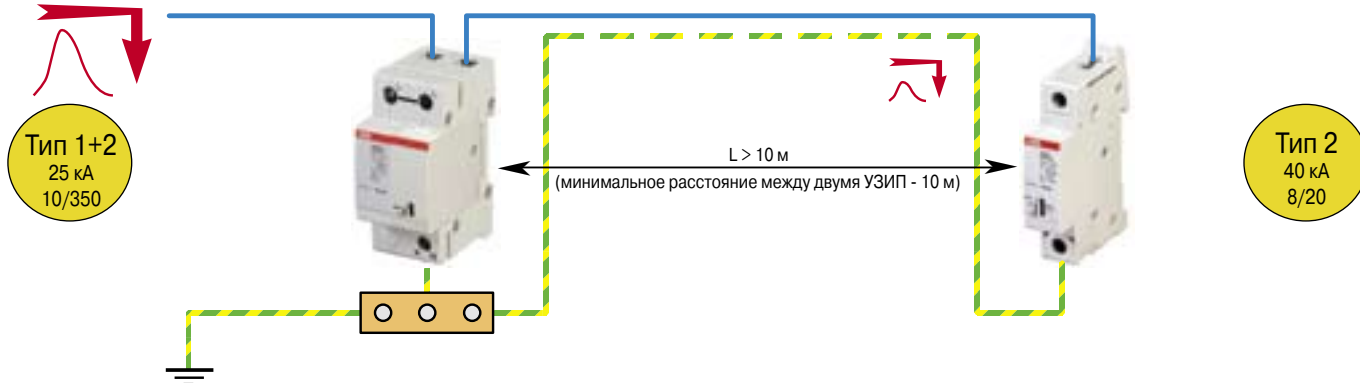 Тип 1+2
25 кА
10/350
L > 10 м
(минимальное расстояние между двумя УЗИП - 10 м)
Тип 2
40 кА
8/20